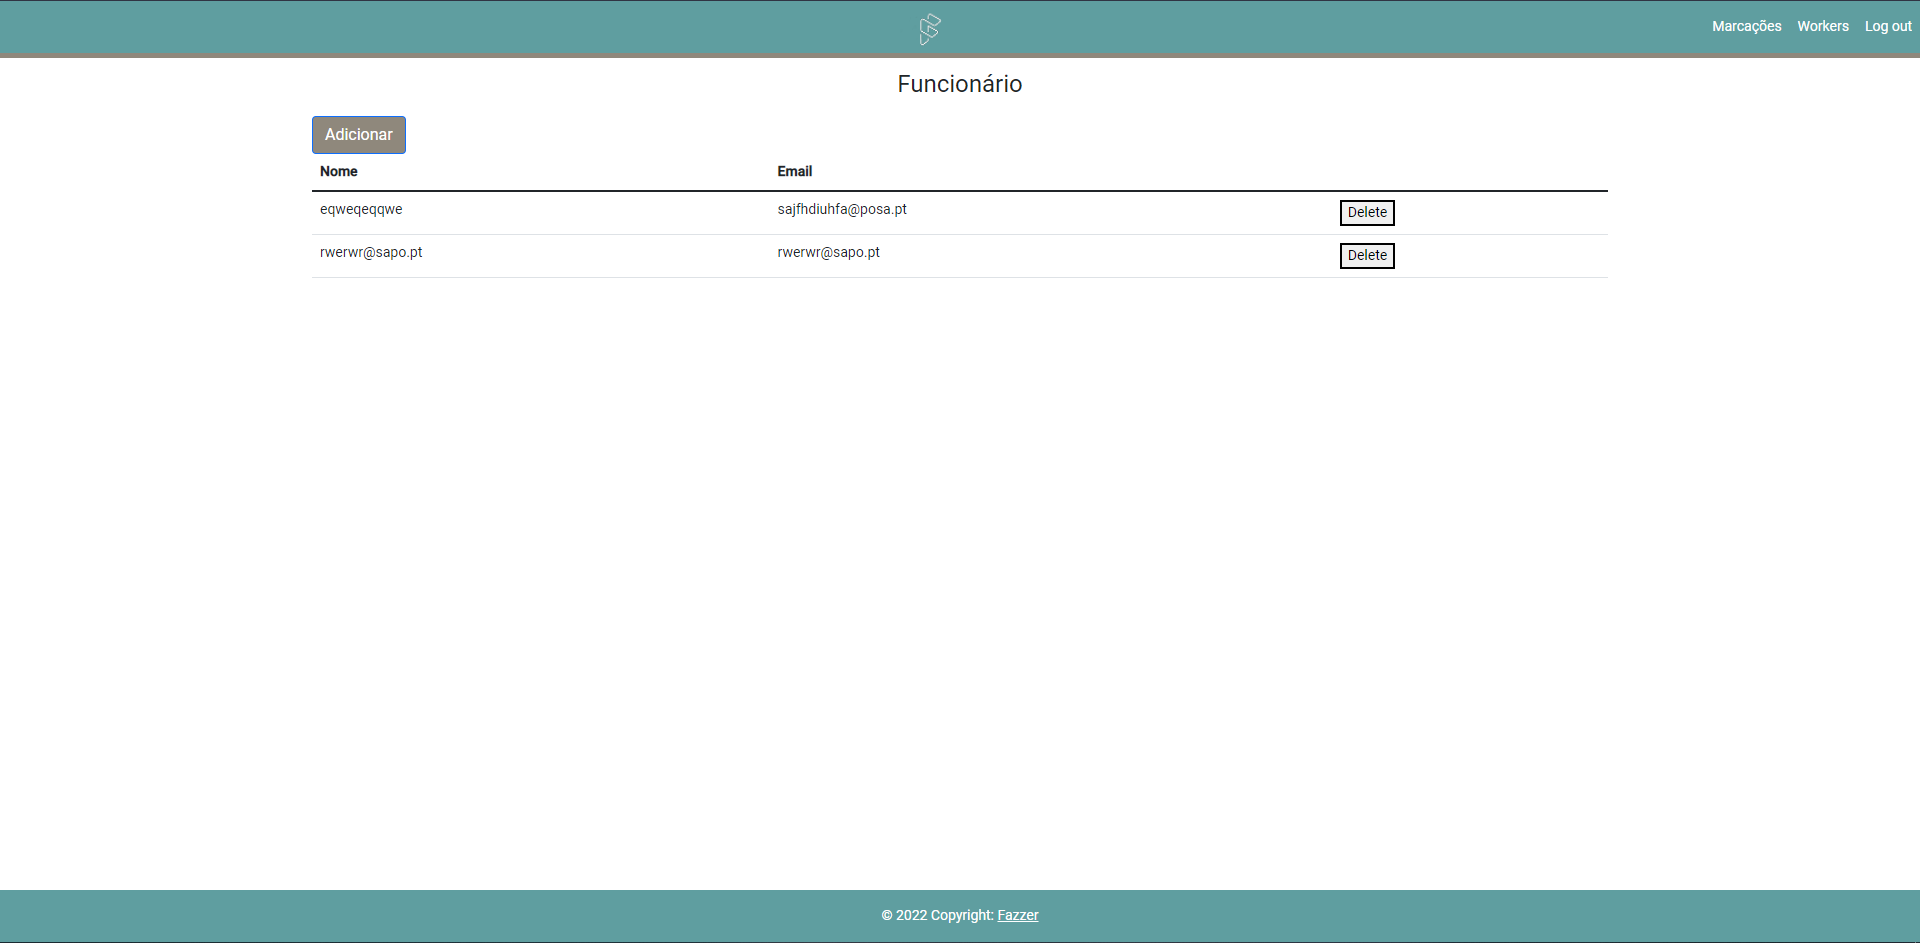 Marcações Workers Log out
Funcionário
Adicionar
Nome Email
eqweqeqqwe sajfhdiuhfa@posa.pt Delete
rwerwr@sapo.pt rwerwr@sapo.pt Delete
© 2022 Copyright: Fazzer